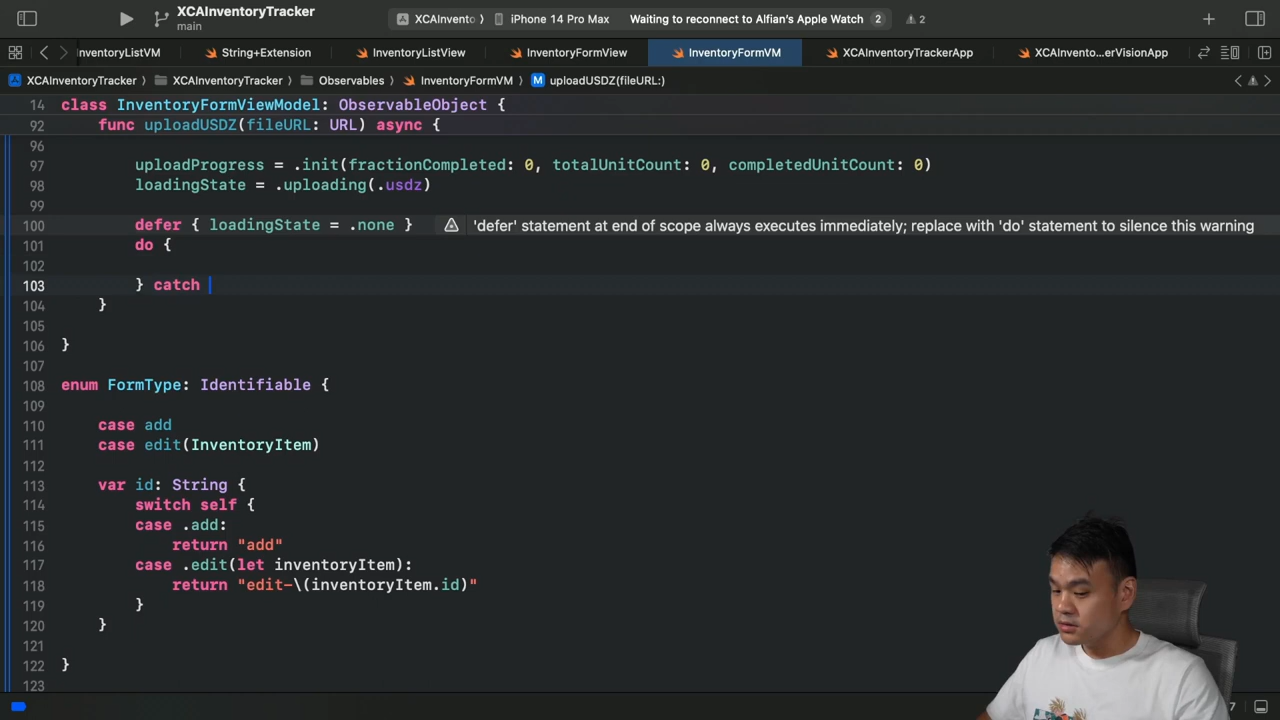 XCAInventoryTracker
main
XCAInvento
iPhone 14 Pro Max
Waiting to reconnect to Alfian's Apple Watch
2
2
nventoryListVM
String+Extension
InventoryListView
InventoryFormView
InventoryFormVM
XCAInventoryTrackerApp
XCAInvento...erVisionApp
XCAInventoryTracker
XCAInventoryTracker
Observables
InventoryFormVM
M uploadUSDZ(fileURL:)
14 class InventoryFormViewModel: ObservableObject {
92 func uploadUSDZ(fileURL: URL) async {
96
97 uploadProgress = .init(fractionCompleted: 0, totalUnitCount: 0, completedUnitCount: 0)
98 loadingState = .uploading(.usdz)
99
100 defer { loadingState = .none } 'defer' statement at end of scope always executes immediately; replace with 'do' statement to silence this warning
101 do {
102
103 } catch
104 }
105
106 }
107
108 enum FormType: Identifiable {
109
110 case add
111 case edit(InventoryItem)
112
113 var id: String {
114 switch self {
115 case .add:
116 return "add"
117 case .edit(let inventoryItem):
118 return "edit-\(inventoryItem.id)"
119 }
120 }
121
122 }
123